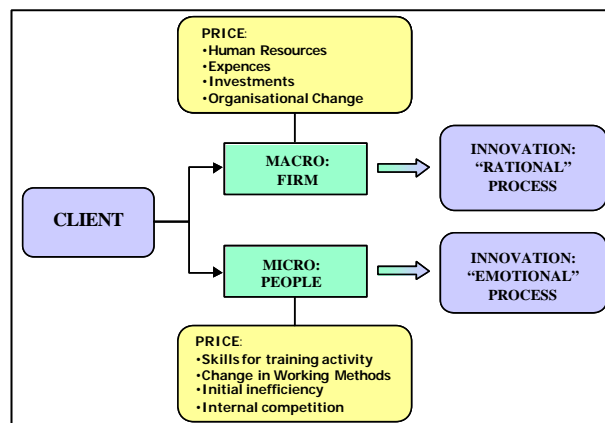 PRICE:
•Human Resources
•Expences
•Investments
•Organisational Change
MACRO:
FIRM
INNOVATION:
“RATIONAL”
PROCESS
CLIENT
MICRO:
PEOPLE
INNOVATION:
“EMOTIONAL”
PROCESS
PRICE:
•Skills for training activity
•Change in Working Methods
•Initial inefficiency
•Internal competition